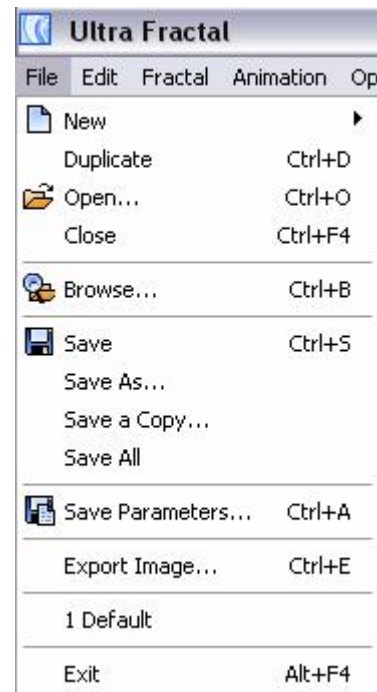 Ultra Fractal
File Edit Fractal Animation Op
New
Duplicate Ctrl+D
Open... Ctrl+O
Close Ctrl+F4
Browse... Ctrl+B
Save Ctrl+S
Save As...
Save a Copy...
Save All
Save Parameters... Ctrl+A
Export Image... Ctrl+E
1 Default
Exit Alt+F4